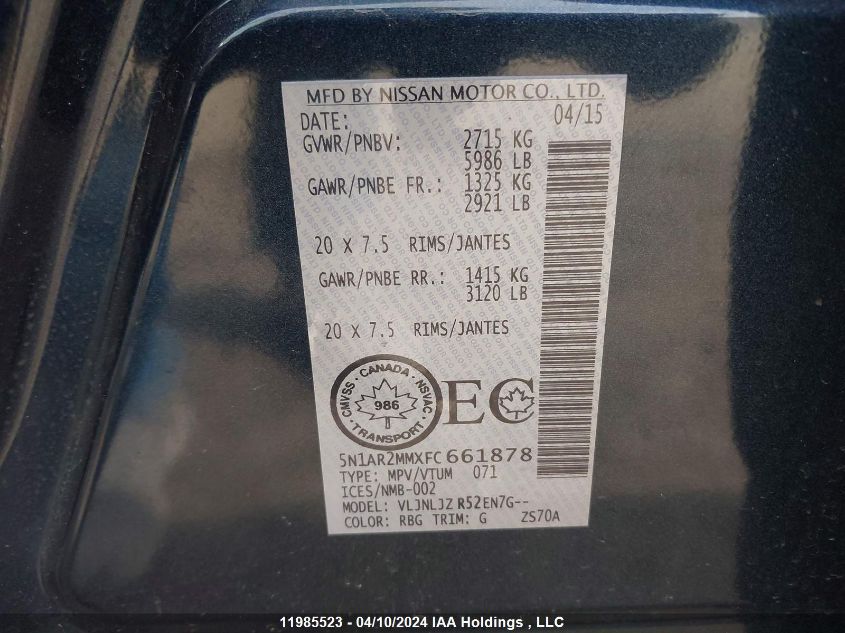 MFD BY NISSAN MOTOR CO., LTD.
DATE: 04/15
GVWR/PNBV: 2715 KG
5986 LB
GAWR/PNBE FR.: 1325 KG
2921 LB
20 X 7.5 RIMS/JANTES
GAWR/PNBE RR.: 1415 KG
3120 LB
20 X 7.5 RIMS/JANTES
CMVSS · CANADA · NSVAC · TRANSPORT ·
986
EC
5N1AR2MMXFC661878
TYPE: MPV/VTUM 071
ICES/NMB-002
MODEL: VLJNLJZ R52EN7G--
COLOR: RBG TRIM: G ZS70A
11985523 - 04/10/2024 IAA Holdings , LLC